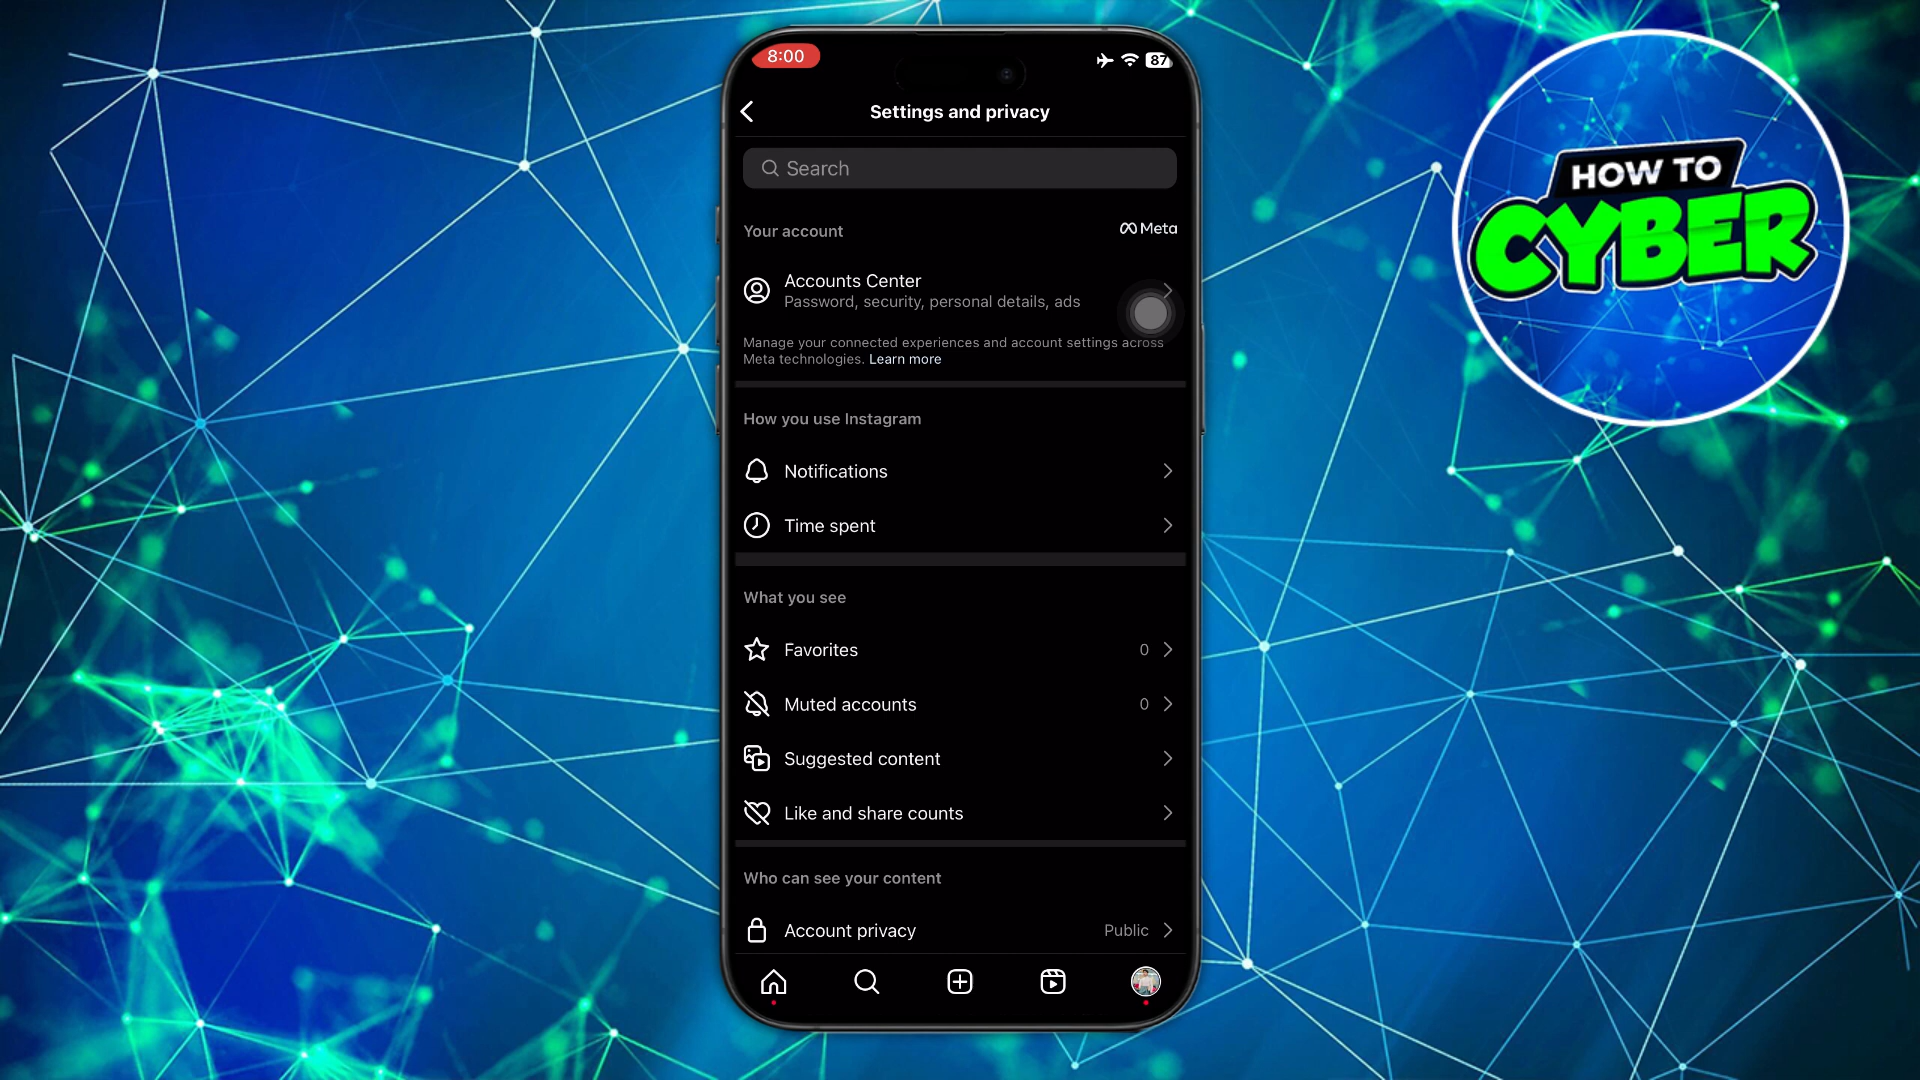 8:00
87
Settings and privacy
Search
Your account
Meta
Accounts Center
Password, security, personal details, ads
Manage your connected experiences and account settings across
Meta technologies. Learn more
How you use Instagram
Notifications
Time spent
What you see
Favorites 0
Muted accounts 0
Suggested content
Like and share counts
Who can see your content
Account privacy Public
HOW TO
CYBER